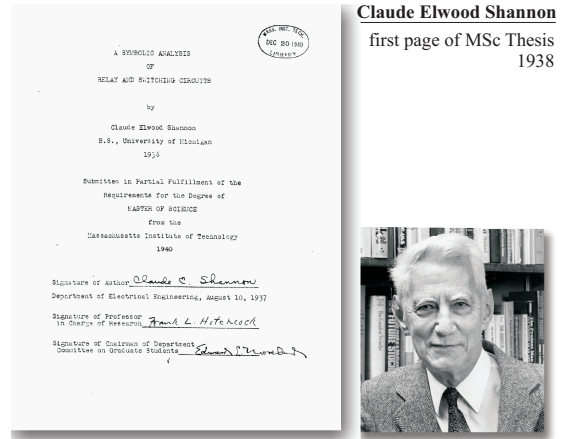 Claude Elwood Shannon
first page of MSc Thesis
1938
MASS. INST. TECH.
DEC 20 1940
LIBRARY
A SYMBOLIC ANALYSIS
OF
RELAY AND SWITCHING CIRCUITS
by
Claude Elwood Shannon
B.S., University of Michigan
1936
Submitted in Partial Fulfillment of the
Requirements for the Degree of
MASTER OF SCIENCE
from the
Massachusetts Institute of Technology
1940
Signature of Author Claude E. Shannon
Department of Electrical Engineering, August 10, 1937
Signature of Professor
in Charge of Research Frank L. Hitchcock
Signature of Chairman of Department
Committee on Graduate Students